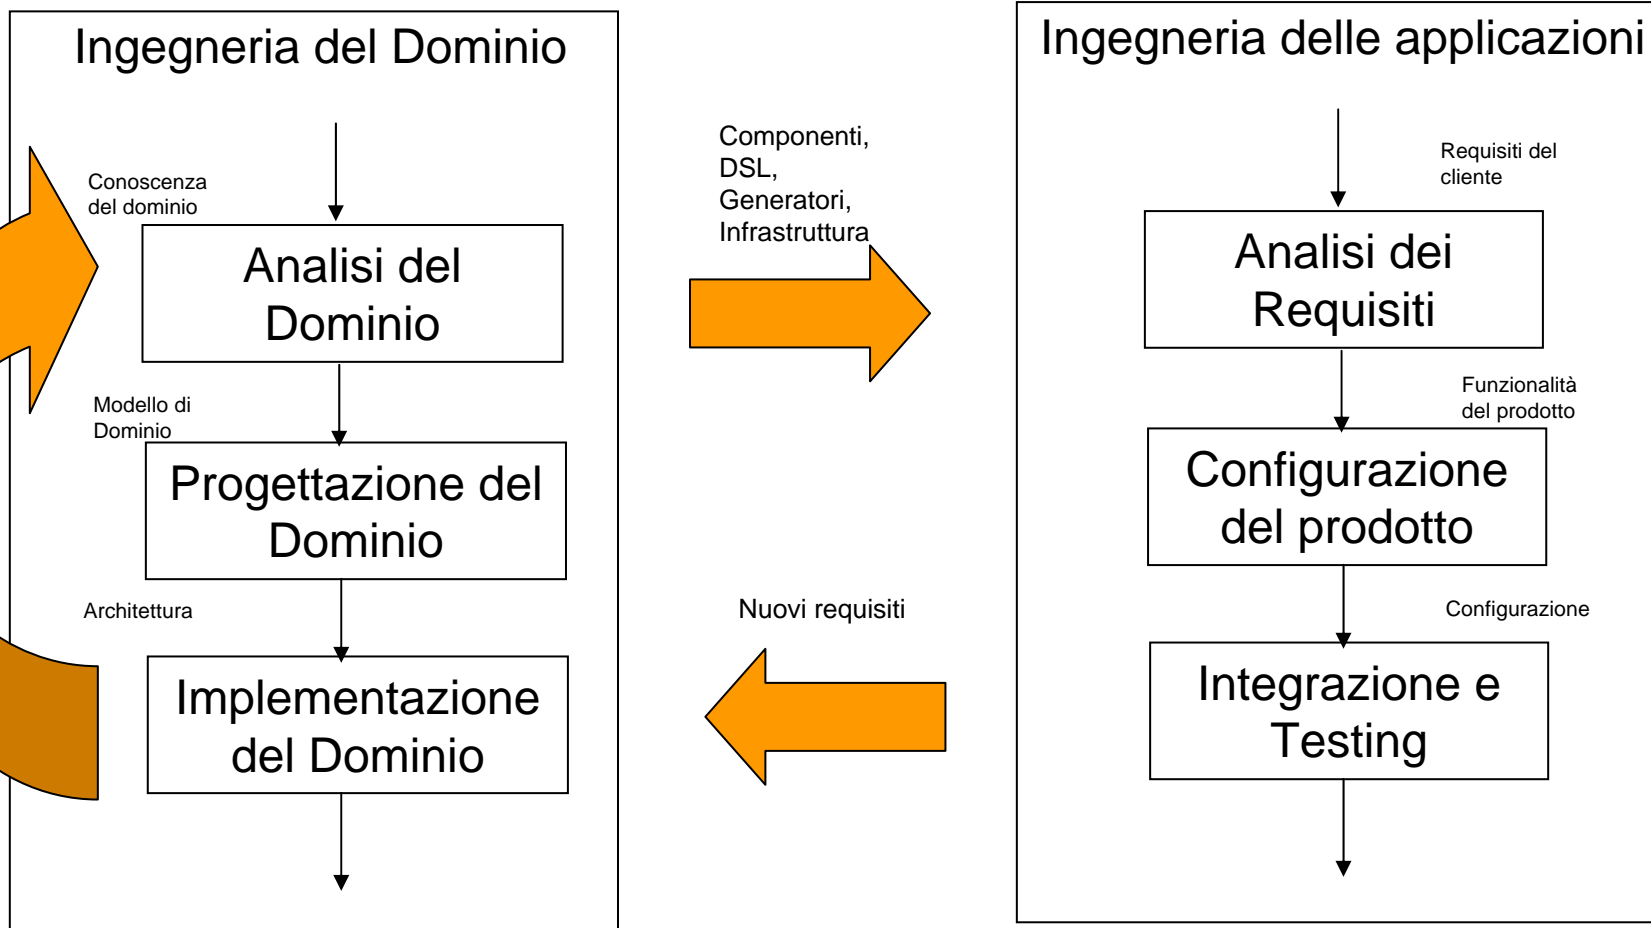 Ingegneria del Dominio
Conoscenza
del dominio
Analisi del
Dominio
Modello di
Dominio
Progettazione del
Dominio
Architettura
Implementazione
del Dominio
Componenti,
DSL,
Generatori,
Infrastruttura
Nuovi requisiti
Ingegneria delle applicazioni
Requisiti del
cliente
Analisi dei
Requisiti
Funzionalità
del prodotto
Configurazione
del prodotto
Configurazione
Integrazione e
Testing